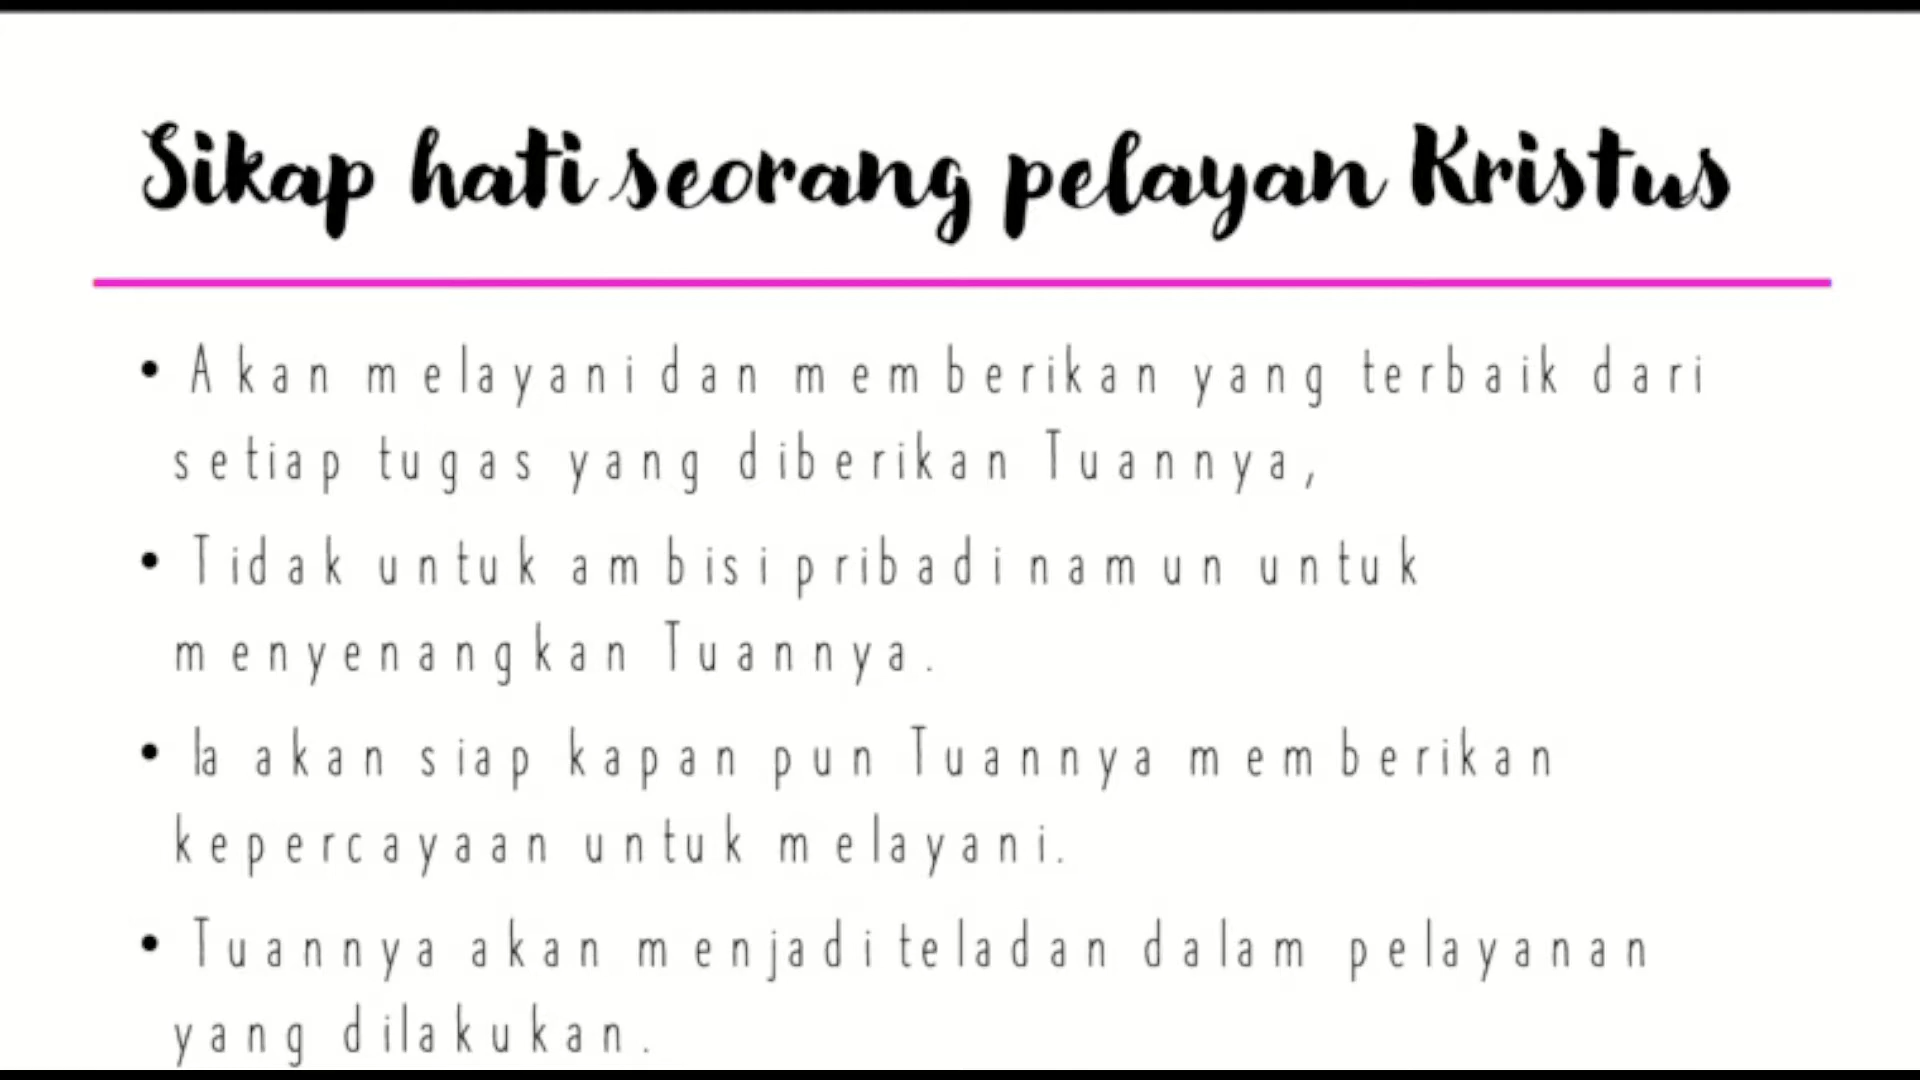 Sikap hati seorang pelayan Kristus
• Akan melayani dan memberikan yang terbaik dari
setiap tugas yang diberikan Tuannya,
• Tidak untuk ambisi pribadi namun untuk
menyenangkan Tuannya.
• Ia akan siap kapan pun Tuannya memberikan
kepercayaan untuk melayani.
• Tuannya akan menjadi teladan dalam pelayanan
yang dilakukan.